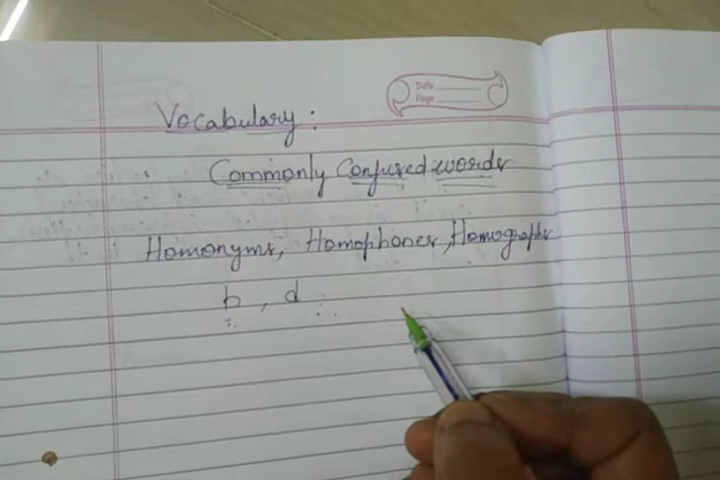 Date
Page
Vocabulary :
Commonly Confused words
Homonyms, Homophones, Homographs
b, d